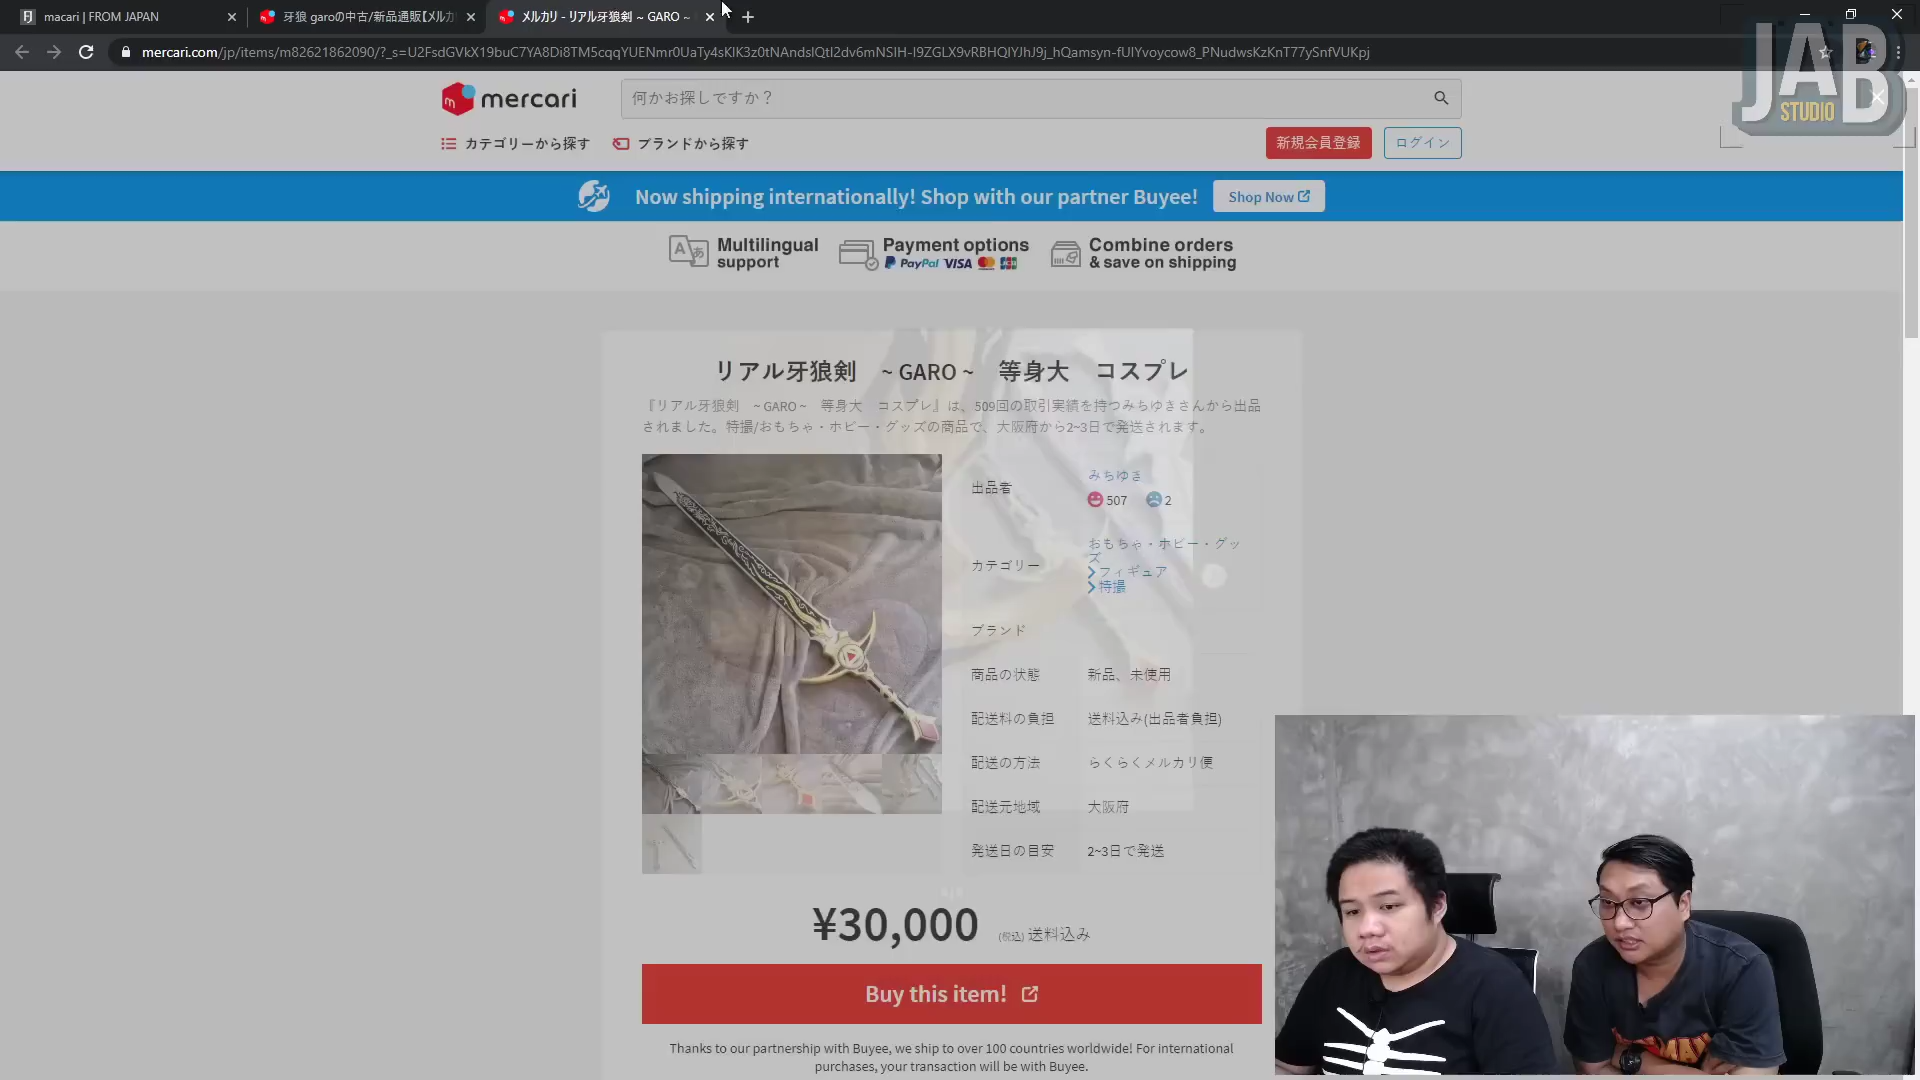 macari | FROM JAPAN
牙狼 garoの中古/新品通販【メルカ
メルカリ - リアル牙狼剣 ~ GARO ~
JAB
STUDIO
mercari.com/jp/items/m82621862090/?_s=U2FsdGVkX19buC7YA8Di8TM5cqqYUENmr0UaTy4sKIK3z0tNAndslQtI2dv6mNSIH-I9ZGLX9vRBHQIYJhJ9j_hQamsyn-fUIYvoycow8_PNudwsKzKnT77ySnfVUKpj
mercari
何かお探しですか？
カテゴリーから探す
ブランドから探す
新規会員登録
ログイン
Now shipping internationally! Shop with our partner Buyee!
Shop Now
Multilingual
support
Payment options
PayPal VISA
Combine orders
& save on shipping
リアル牙狼剣　~ GARO ~　等身大　コスプレ
『リアル牙狼剣　~ GARO ~　等身大　コスプレ』は、509回の取引実績を持つみちゆきさんから出品
されました。特撮/おもちゃ・ホビー・グッズの商品で、大阪府から2~3日で発送されます。
出品者
みちゆき
507
2
カテゴリー
おもちゃ・ホビー・グッ
ズ
フィギュア
特撮
ブランド
商品の状態
新品、未使用
配送料の負担
送料込み(出品者負担)
配送の方法
らくらくメルカリ便
配送元地域
大阪府
発送日の目安
2~3日で発送
¥30,000
(税込) 送料込み
Buy this item!
Thanks to our partnership with Buyee, we ship to over 100 countries worldwide! For international
purchases, your transaction will be with Buyee.